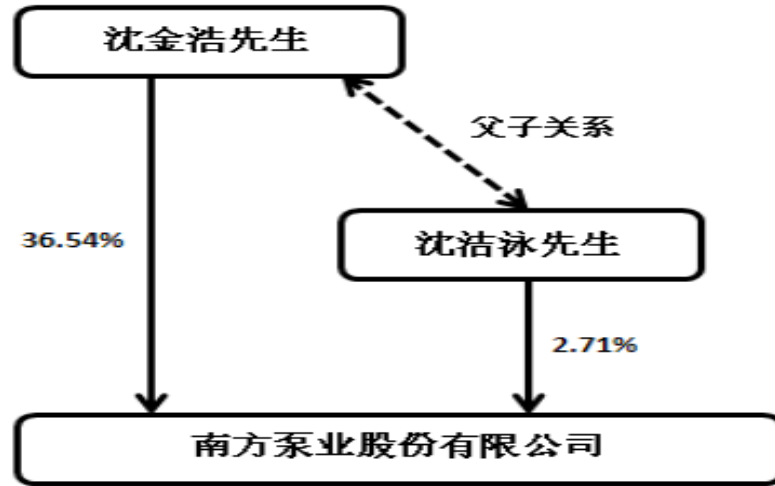 沈金浩先生
父子关系
36.54%
沈洁泳先生
2.71%
南方泵业股份有限公司